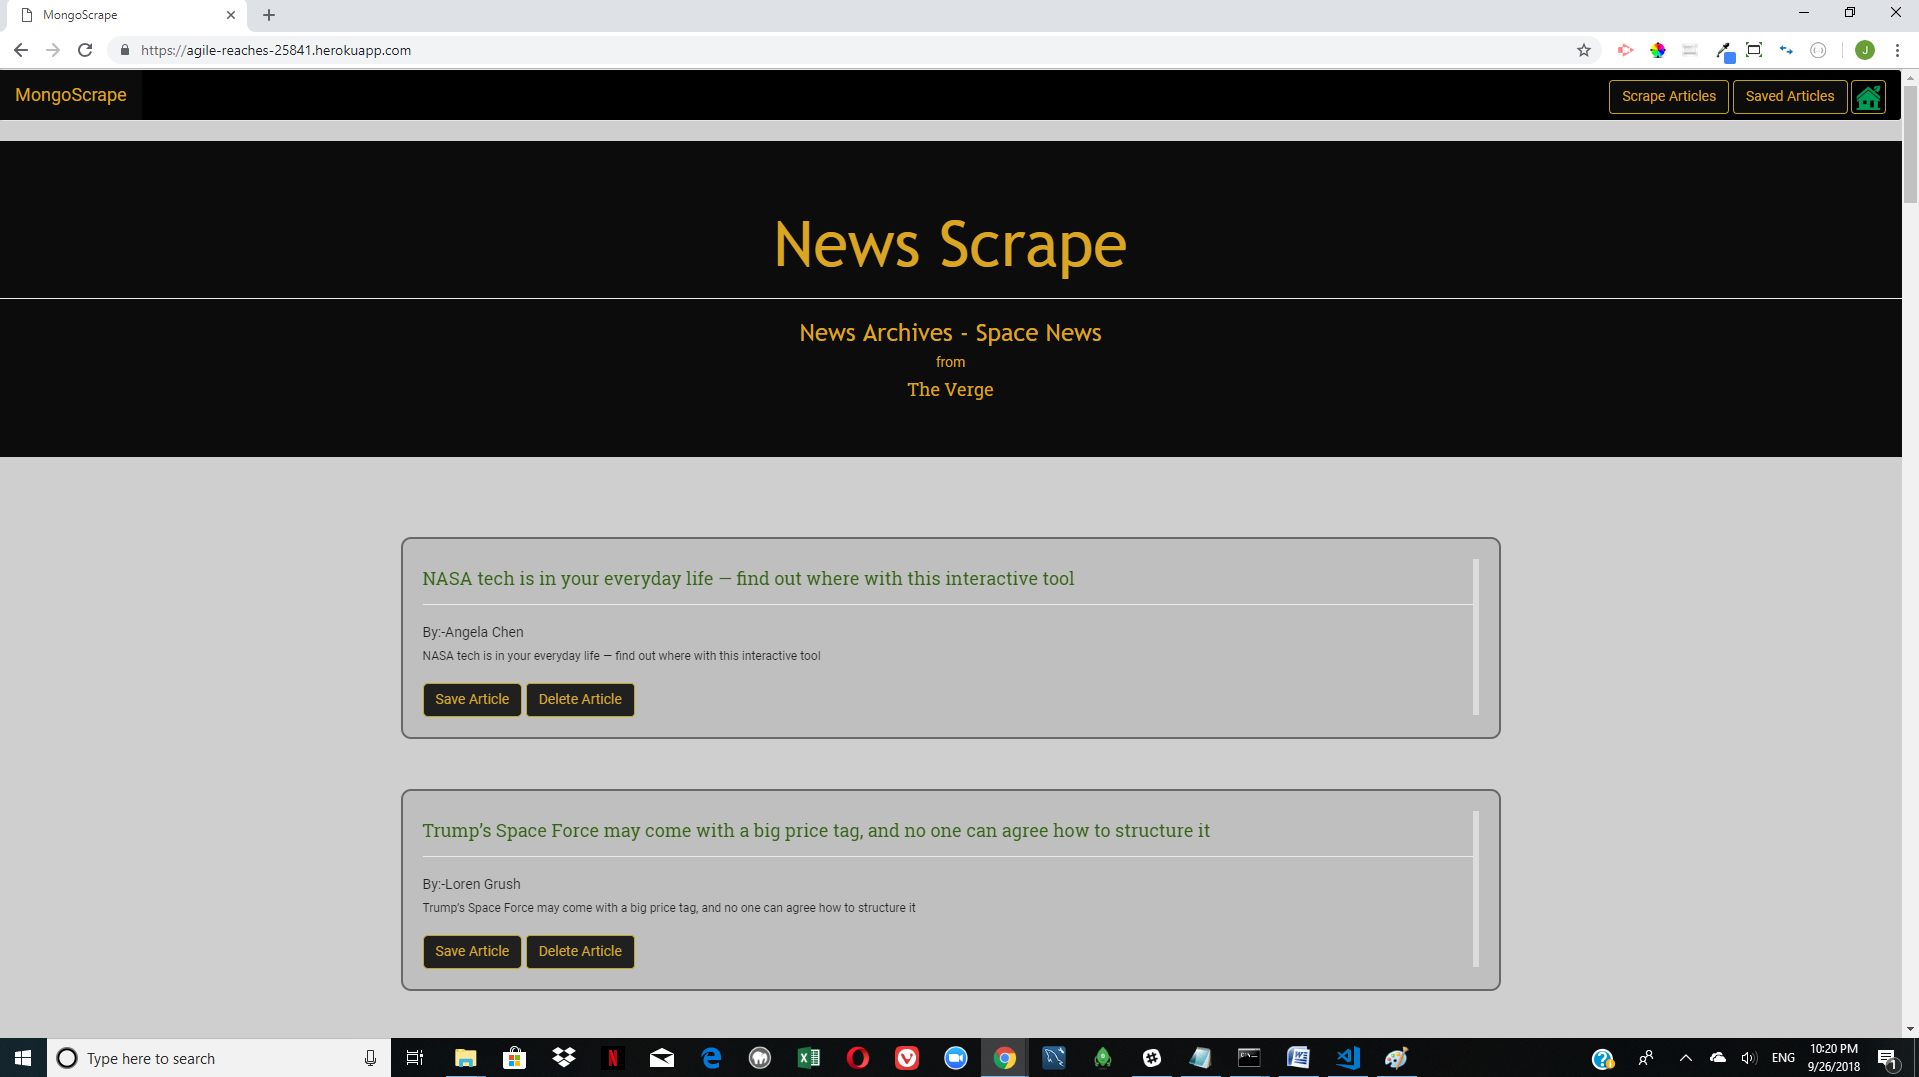 MongoScrape
https://agile-reaches-25841.herokuapp.com
J
MongoScrape
Scrape Articles
Saved Articles
News Scrape
News Archives - Space News
from
The Verge
NASA tech is in your everyday life — find out where with this interactive tool
By:-Angela Chen
NASA tech is in your everyday life — find out where with this interactive tool
Save Article
Delete Article
Trump’s Space Force may come with a big price tag, and no one can agree how to structure it
By:-Loren Grush
Trump’s Space Force may come with a big price tag, and no one can agree how to structure it
Save Article
Delete Article
Type here to search
ENG
10:20 PM
9/26/2018
1